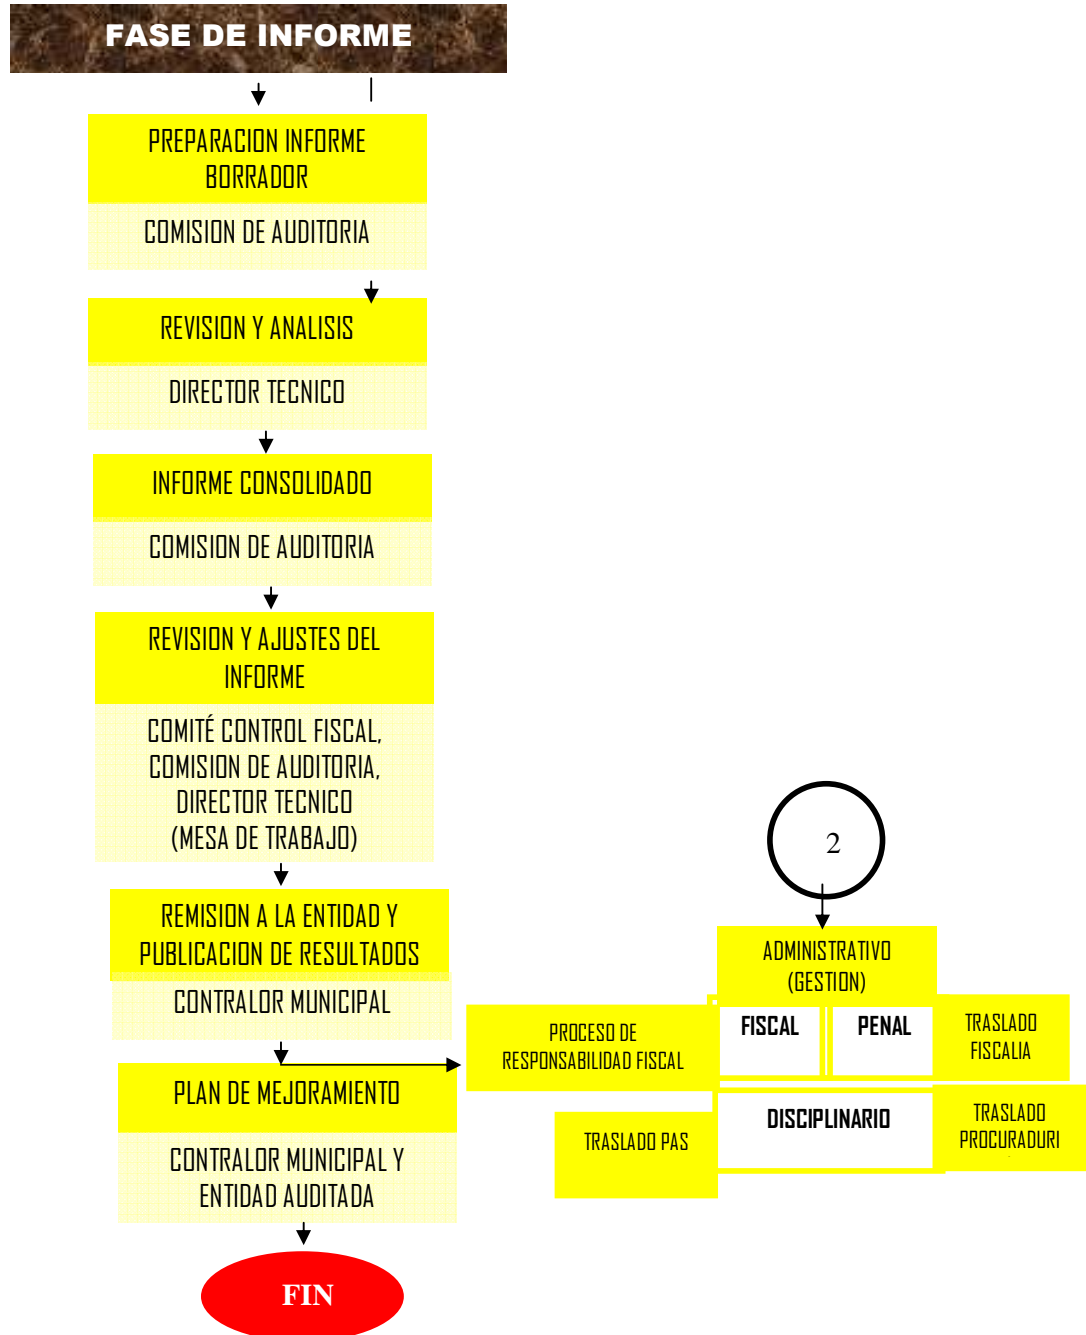 FASE DE INFORME
PREPARACION INFORME
BORRADOR
COMISION DE AUDITORIA
REVISION Y ANALISIS
DIRECTOR TECNICO
INFORME CONSOLIDADO
COMISION DE AUDITORIA
REVISION Y AJUSTES DEL
INFORME
COMITÉ CONTROL FISCAL,
COMISION DE AUDITORIA,
DIRECTOR TECNICO
(MESA DE TRABAJO)
REMISION A LA ENTIDAD Y
PUBLICACION DE RESULTADOS
CONTRALOR MUNICIPAL
PLAN DE MEJORAMIENTO
CONTRALOR MUNICIPAL Y
ENTIDAD AUDITADA
FIN
2
ADMINISTRATIVO
(GESTION)
PROCESO DE
RESPONSABILIDAD FISCAL
FISCAL
PENAL
TRASLADO
FISCALIA
TRASLADO PAS
DISCIPLINARIO
TRASLADO
PROCURADURI